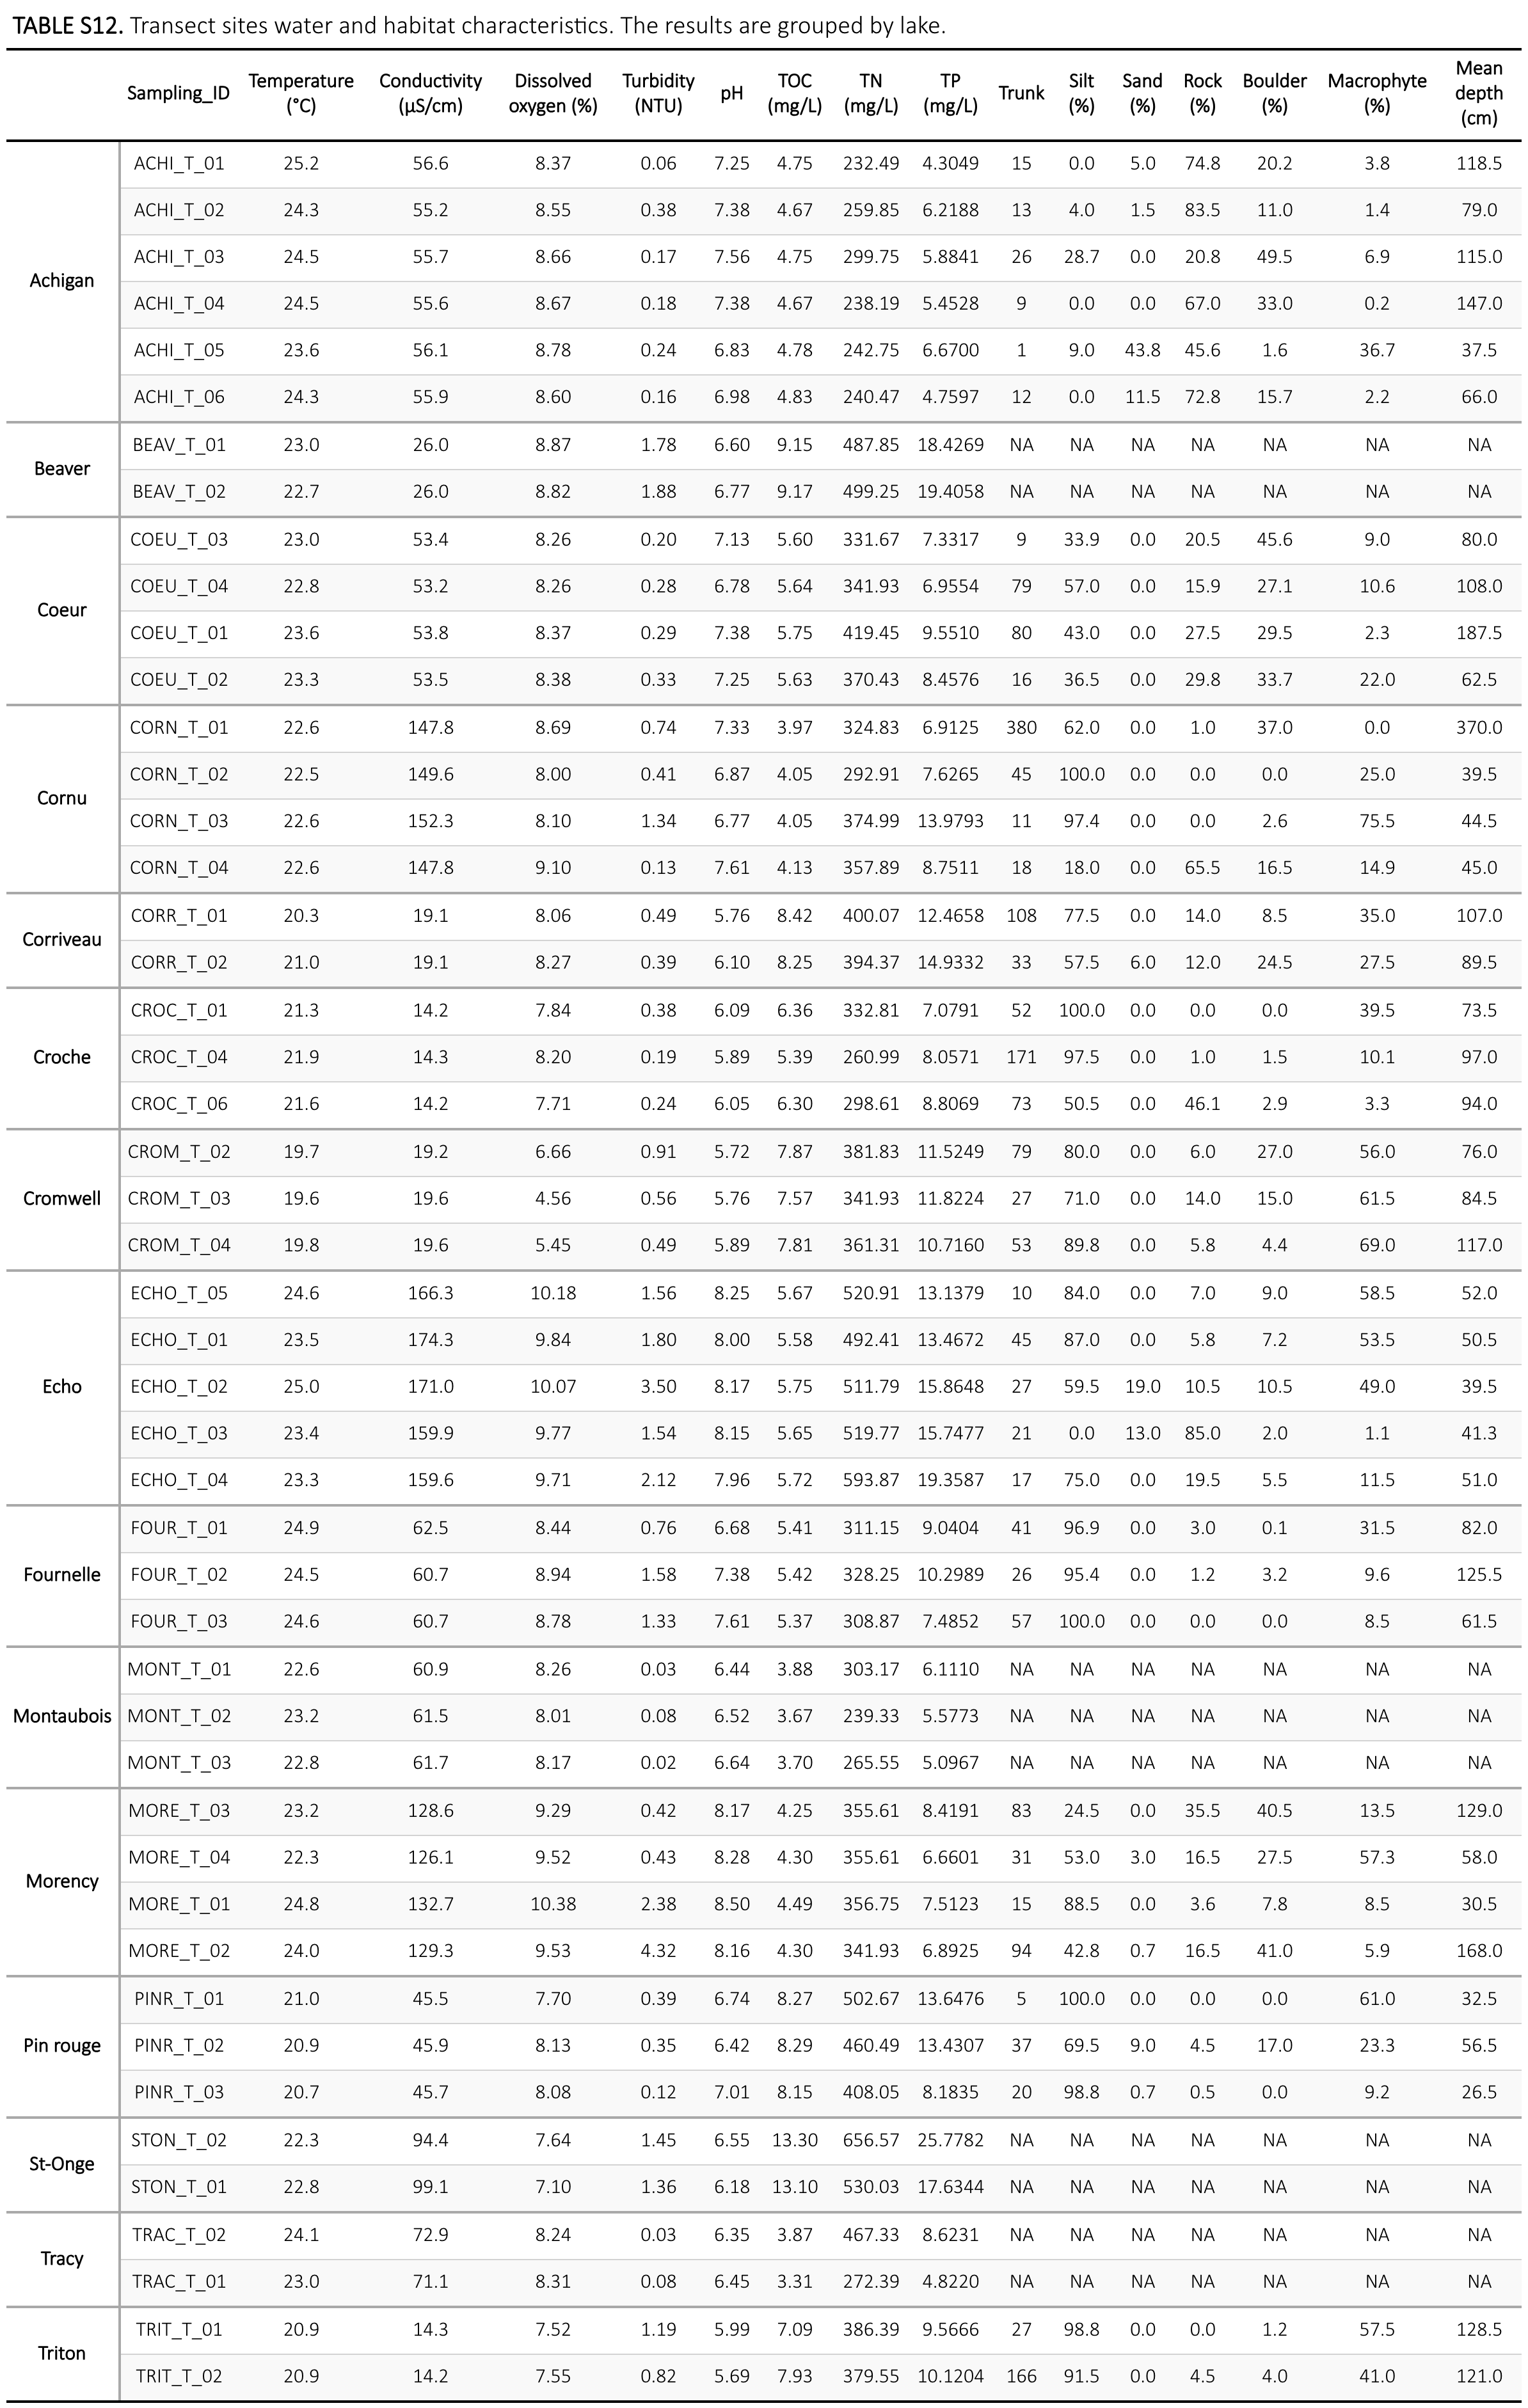 TABLE S12. Transect sites water and habitat characteristics. The results are grouped by lake.
Sampling_ID Temperature (°C) Conductivity (µS/cm) Dissolved oxygen (%) Turbidity (NTU) pH TOC (mg/L) TN (mg/L) TP (mg/L) Trunk Silt (%) Sand (%) Rock (%) Boulder (%) Macrophyte (%) Mean depth (cm)
Achigan
ACHI_T_01 25.2 56.6 8.37 0.06 7.25 4.75 232.49 4.3049 15 0.0 5.0 74.8 20.2 3.8 118.5
ACHI_T_02 24.3 55.2 8.55 0.38 7.38 4.67 259.85 6.2188 13 4.0 1.5 83.5 11.0 1.4 79.0
ACHI_T_03 24.5 55.7 8.66 0.17 7.56 4.75 299.75 5.8841 26 28.7 0.0 20.8 49.5 6.9 115.0
ACHI_T_04 24.5 55.6 8.67 0.18 7.38 4.67 238.19 5.4528 9 0.0 0.0 67.0 33.0 0.2 147.0
ACHI_T_05 23.6 56.1 8.78 0.24 6.83 4.78 242.75 6.6700 1 9.0 43.8 45.6 1.6 36.7 37.5
ACHI_T_06 24.3 55.9 8.60 0.16 6.98 4.83 240.47 4.7597 12 0.0 11.5 72.8 15.7 2.2 66.0
Beaver
BEAV_T_01 23.0 26.0 8.87 1.78 6.60 9.15 487.85 18.4269 NA NA NA NA NA NA NA
BEAV_T_02 22.7 26.0 8.82 1.88 6.77 9.17 499.25 19.4058 NA NA NA NA NA NA NA
Coeur
COEU_T_03 23.0 53.4 8.26 0.20 7.13 5.60 331.67 7.3317 9 33.9 0.0 20.5 45.6 9.0 80.0
COEU_T_04 22.8 53.2 8.26 0.28 6.78 5.64 341.93 6.9554 79 57.0 0.0 15.9 27.1 10.6 108.0
COEU_T_01 23.6 53.8 8.37 0.29 7.38 5.75 419.45 9.5510 80 43.0 0.0 27.5 29.5 2.3 187.5
COEU_T_02 23.3 53.5 8.38 0.33 7.25 5.63 370.43 8.4576 16 36.5 0.0 29.8 33.7 22.0 62.5
Cornu
CORN_T_01 22.6 147.8 8.69 0.74 7.33 3.97 324.83 6.9125 380 62.0 0.0 1.0 37.0 0.0 370.0
CORN_T_02 22.5 149.6 8.00 0.41 6.87 4.05 292.91 7.6265 45 100.0 0.0 0.0 0.0 25.0 39.5
CORN_T_03 22.6 152.3 8.10 1.34 6.77 4.05 374.99 13.9793 11 97.4 0.0 0.0 2.6 75.5 44.5
CORN_T_04 22.6 147.8 9.10 0.13 7.61 4.13 357.89 8.7511 18 18.0 0.0 65.5 16.5 14.9 45.0
Corriveau
CORR_T_01 20.3 19.1 8.06 0.49 5.76 8.42 400.07 12.4658 108 77.5 0.0 14.0 8.5 35.0 107.0
CORR_T_02 21.0 19.1 8.27 0.39 6.10 8.25 394.37 14.9332 33 57.5 6.0 12.0 24.5 27.5 89.5
Croche
CROC_T_01 21.3 14.2 7.84 0.38 6.09 6.36 332.81 7.0791 52 100.0 0.0 0.0 0.0 39.5 73.5
CROC_T_04 21.9 14.3 8.20 0.19 5.89 5.39 260.99 8.0571 171 97.5 0.0 1.0 1.5 10.1 97.0
CROC_T_06 21.6 14.2 7.71 0.24 6.05 6.30 298.61 8.8069 73 50.5 0.0 46.1 2.9 3.3 94.0
Cromwell
CROM_T_02 19.7 19.2 6.66 0.91 5.72 7.87 381.83 11.5249 79 80.0 0.0 6.0 27.0 56.0 76.0
CROM_T_03 19.6 19.6 4.56 0.56 5.76 7.57 341.93 11.8224 27 71.0 0.0 14.0 15.0 61.5 84.5
CROM_T_04 19.8 19.6 5.45 0.49 5.89 7.81 361.31 10.7160 53 89.8 0.0 5.8 4.4 69.0 117.0
Echo
ECHO_T_05 24.6 166.3 10.18 1.56 8.25 5.67 520.91 13.1379 10 84.0 0.0 7.0 9.0 58.5 52.0
ECHO_T_01 23.5 174.3 9.84 1.80 8.00 5.58 492.41 13.4672 45 87.0 0.0 5.8 7.2 53.5 50.5
ECHO_T_02 25.0 171.0 10.07 3.50 8.17 5.75 511.79 15.8648 27 59.5 19.0 10.5 10.5 49.0 39.5
ECHO_T_03 23.4 159.9 9.77 1.54 8.15 5.65 519.77 15.7477 21 0.0 13.0 85.0 2.0 1.1 41.3
ECHO_T_04 23.3 159.6 9.71 2.12 7.96 5.72 593.87 19.3587 17 75.0 0.0 19.5 5.5 11.5 51.0
Fournelle
FOUR_T_01 24.9 62.5 8.44 0.76 6.68 5.41 311.15 9.0404 41 96.9 0.0 3.0 0.1 31.5 82.0
FOUR_T_02 24.5 60.7 8.94 1.58 7.38 5.42 328.25 10.2989 26 95.4 0.0 1.2 3.2 9.6 125.5
FOUR_T_03 24.6 60.7 8.78 1.33 7.61 5.37 308.87 7.4852 57 100.0 0.0 0.0 0.0 8.5 61.5
Montaubois
MONT_T_01 22.6 60.9 8.26 0.03 6.44 3.88 303.17 6.1110 NA NA NA NA NA NA NA
MONT_T_02 23.2 61.5 8.01 0.08 6.52 3.67 239.33 5.5773 NA NA NA NA NA NA NA
MONT_T_03 22.8 61.7 8.17 0.02 6.64 3.70 265.55 5.0967 NA NA NA NA NA NA NA
Morency
MORE_T_03 23.2 128.6 9.29 0.42 8.17 4.25 355.61 8.4191 83 24.5 0.0 35.5 40.5 13.5 129.0
MORE_T_04 22.3 126.1 9.52 0.43 8.28 4.30 355.61 6.6601 31 53.0 3.0 16.5 27.5 57.3 58.0
MORE_T_01 24.8 132.7 10.38 2.38 8.50 4.49 356.75 7.5123 15 88.5 0.0 3.6 7.8 8.5 30.5
MORE_T_02 24.0 129.3 9.53 4.32 8.16 4.30 341.93 6.8925 94 42.8 0.7 16.5 41.0 5.9 168.0
Pin rouge
PINR_T_01 21.0 45.5 7.70 0.39 6.74 8.27 502.67 13.6476 5 100.0 0.0 0.0 0.0 61.0 32.5
PINR_T_02 20.9 45.9 8.13 0.35 6.42 8.29 460.49 13.4307 37 69.5 9.0 4.5 17.0 23.3 56.5
PINR_T_03 20.7 45.7 8.08 0.12 7.01 8.15 408.05 8.1835 20 98.8 0.7 0.5 0.0 9.2 26.5
St-Onge
STON_T_02 22.3 94.4 7.64 1.45 6.55 13.30 656.57 25.7782 NA NA NA NA NA NA NA
STON_T_01 22.8 99.1 7.10 1.36 6.18 13.10 530.03 17.6344 NA NA NA NA NA NA NA
Tracy
TRAC_T_02 24.1 72.9 8.24 0.03 6.35 3.87 467.33 8.6231 NA NA NA NA NA NA NA
TRAC_T_01 23.0 71.1 8.31 0.08 6.45 3.31 272.39 4.8220 NA NA NA NA NA NA NA
Triton
TRIT_T_01 20.9 14.3 7.52 1.19 5.99 7.09 386.39 9.5666 27 98.8 0.0 0.0 1.2 57.5 128.5
TRIT_T_02 20.9 14.2 7.55 0.82 5.69 7.93 379.55 10.1204 166 91.5 0.0 4.5 4.0 41.0 121.0